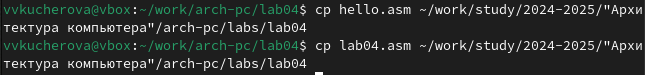 vvkucherova@vbox:~/work/arch-pc/lab04$ cp hello.asm ~/work/study/2024-2025/"Архи
тектура компьютера"/arch-pc/labs/lab04
vvkucherova@vbox:~/work/arch-pc/lab04$ cp lab04.asm ~/work/study/2024-2025/"Архи
тектура компьютера"/arch-pc/labs/lab04